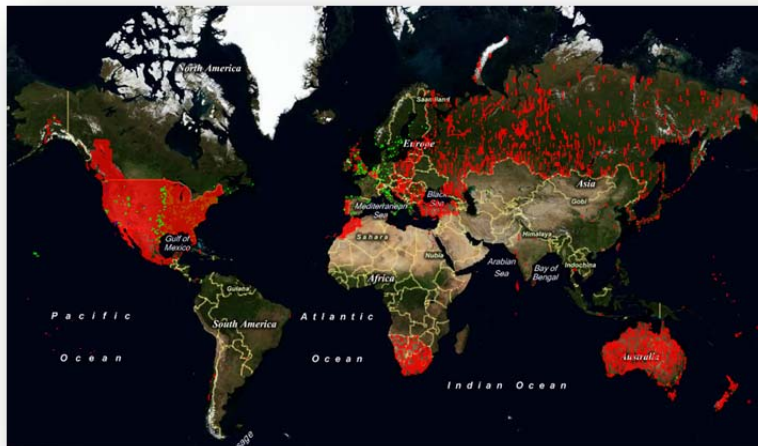 North America
Saamiland
Europe
Asia
Black
Sea
Gobi
Mediterranean
Sea
Himalaya
Gulf of
Mexico
Sahara
Nubia
Arabian
Sea
Bay of
Bengal
Indochina
Africa
Guiana
Pacific
Ocean
South America
Atlantic
Ocean
Australia
Indian Ocean